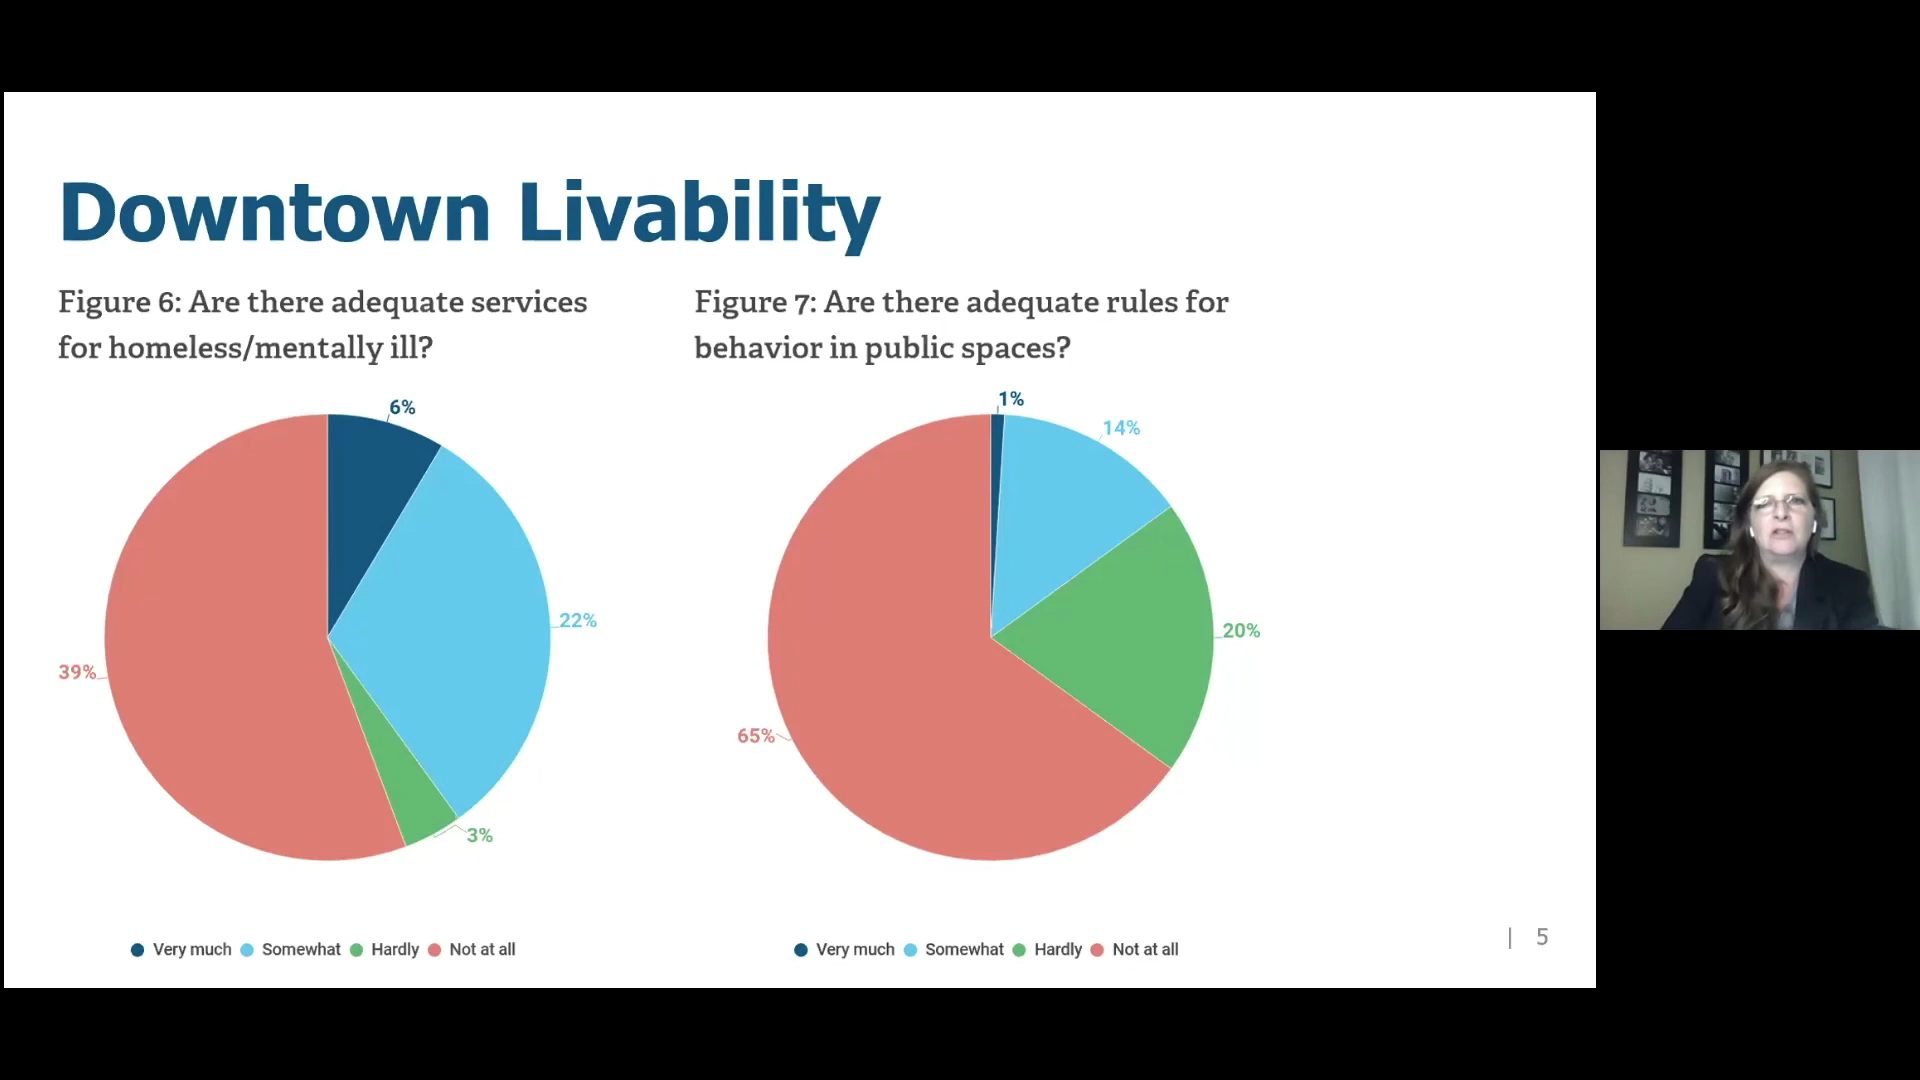 Downtown Livability
Figure 6: Are there adequate services
for homeless/mentally ill?
6%
22%
39%
3%
Very much Somewhat Hardly Not at all
Figure 7: Are there adequate rules for
behavior in public spaces?
1%
14%
20%
65%
Very much Somewhat Hardly Not at all
| 5